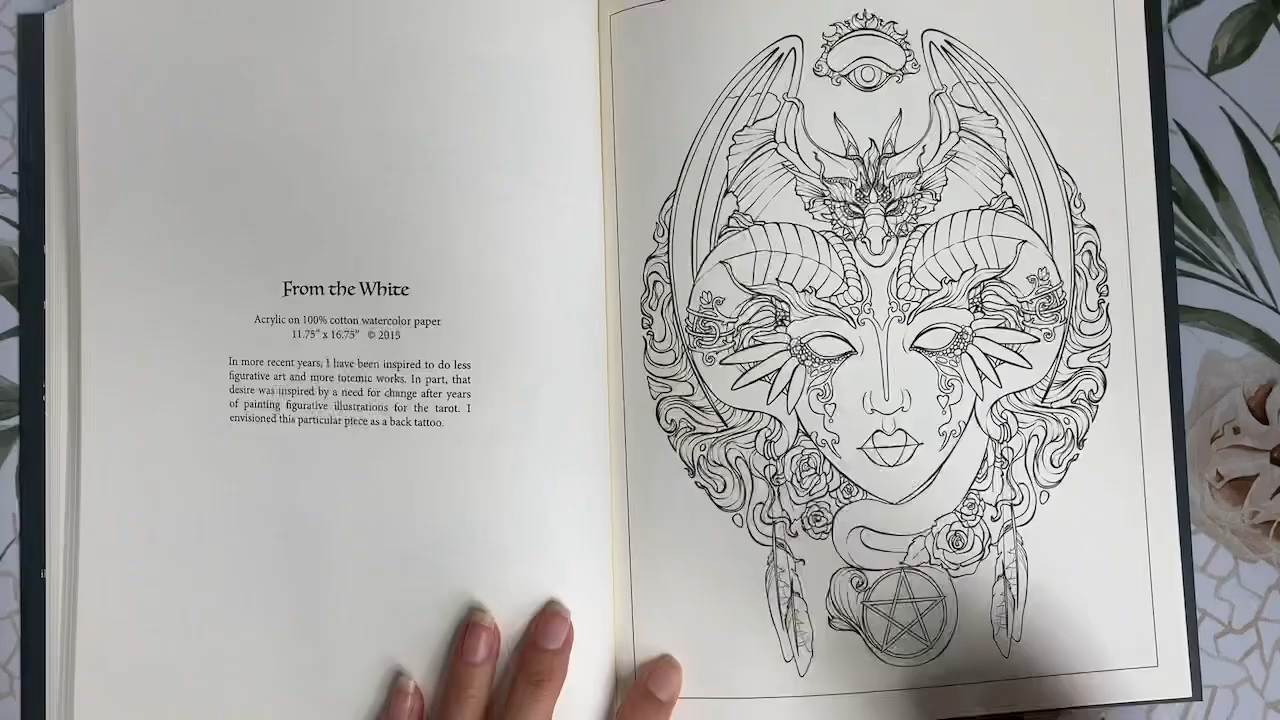 From the White
Acrylic on 100% cotton watercolor paper
11.75" x 16.75" © 2015
In more recent years, I have been inspired to do less
figurative art and more totemic works. In part, that
desire was inspired by a need for change after years
of painting figurative illustrations for the tarot. I
envisioned this particular piece as a back tattoo.